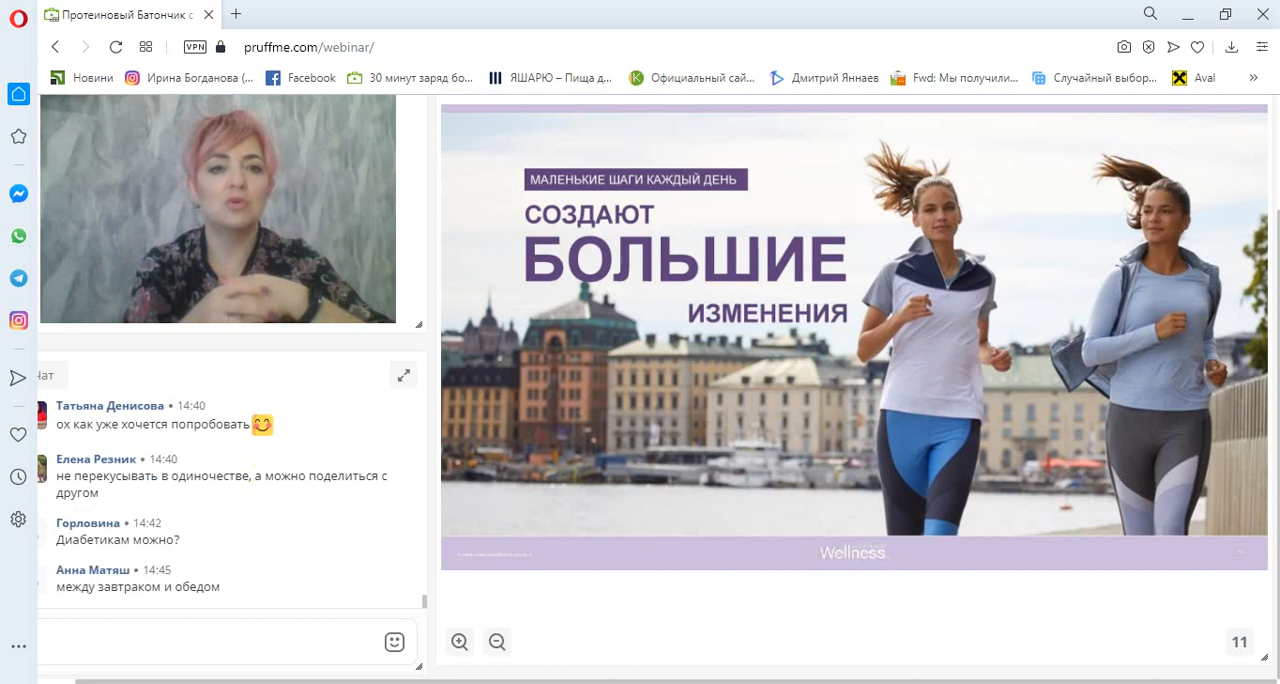 Протеиновый Батончик с
VPN
pruffme.com/webinar/
Новини
Ирина Богданова (...
Facebook
30 минут заряд бо...
ЯШАРЮ – Пища д...
Официальный сай...
Дмитрий Яннаев
Fwd: Мы получили...
Случайный выбор...
Aval
»
МАЛЕНЬКИЕ ШАГИ КАЖДЫЙ ДЕНЬ
СОЗДАЮТ
БОЛЬШИЕ
ИЗМЕНЕНИЯ
Wellness
11
Чат
Татьяна Денисова • 14:40
ох как уже хочется попробовать😊
Елена Резник • 14:40
не перекусывать в одиночестве, а можно поделиться с
другом
Горловина • 14:42
Диабетикам можно?
Анна Матяш • 14:45
между завтраком и обедом